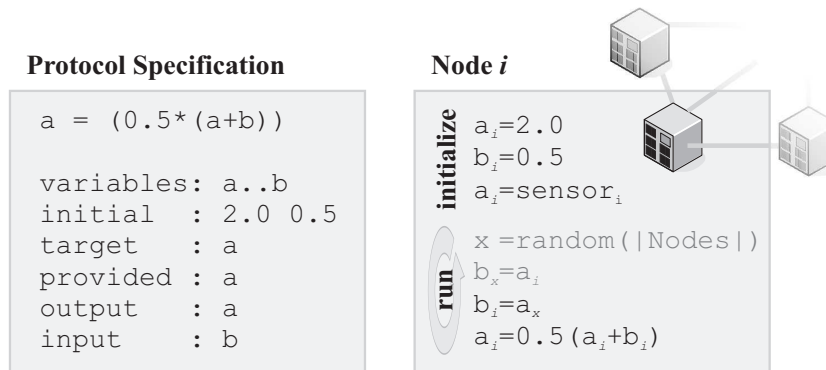 Protocol Specification
a = (0.5*(a+b))
variables: a..b
initial : 2.0 0.5
target : a
provided : a
output : a
input : b
Node i
initialize
aᵢ=2.0
bᵢ=0.5
aᵢ=sensorᵢ
run
x =random(|Nodes|)
bₓ=aᵢ
bᵢ=aₓ
aᵢ=0.5(aᵢ+bᵢ)